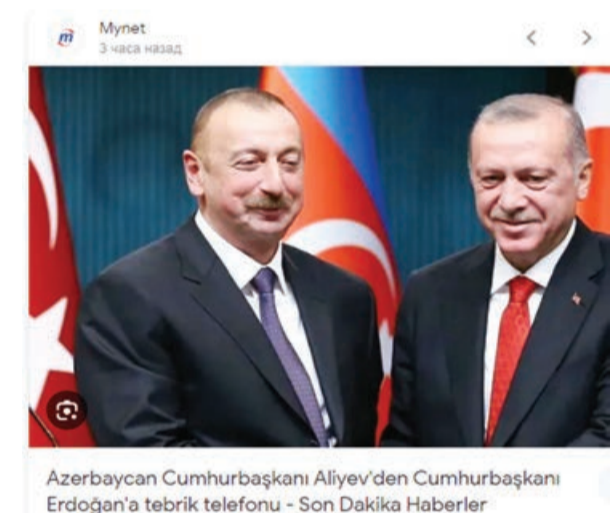 Mynet
3 часа назад
Azerbaycan Cumhurbaşkanı Aliyev'den Cumhurbaşkanı
Erdoğan'a tebrik telefonu - Son Dakika Haberler